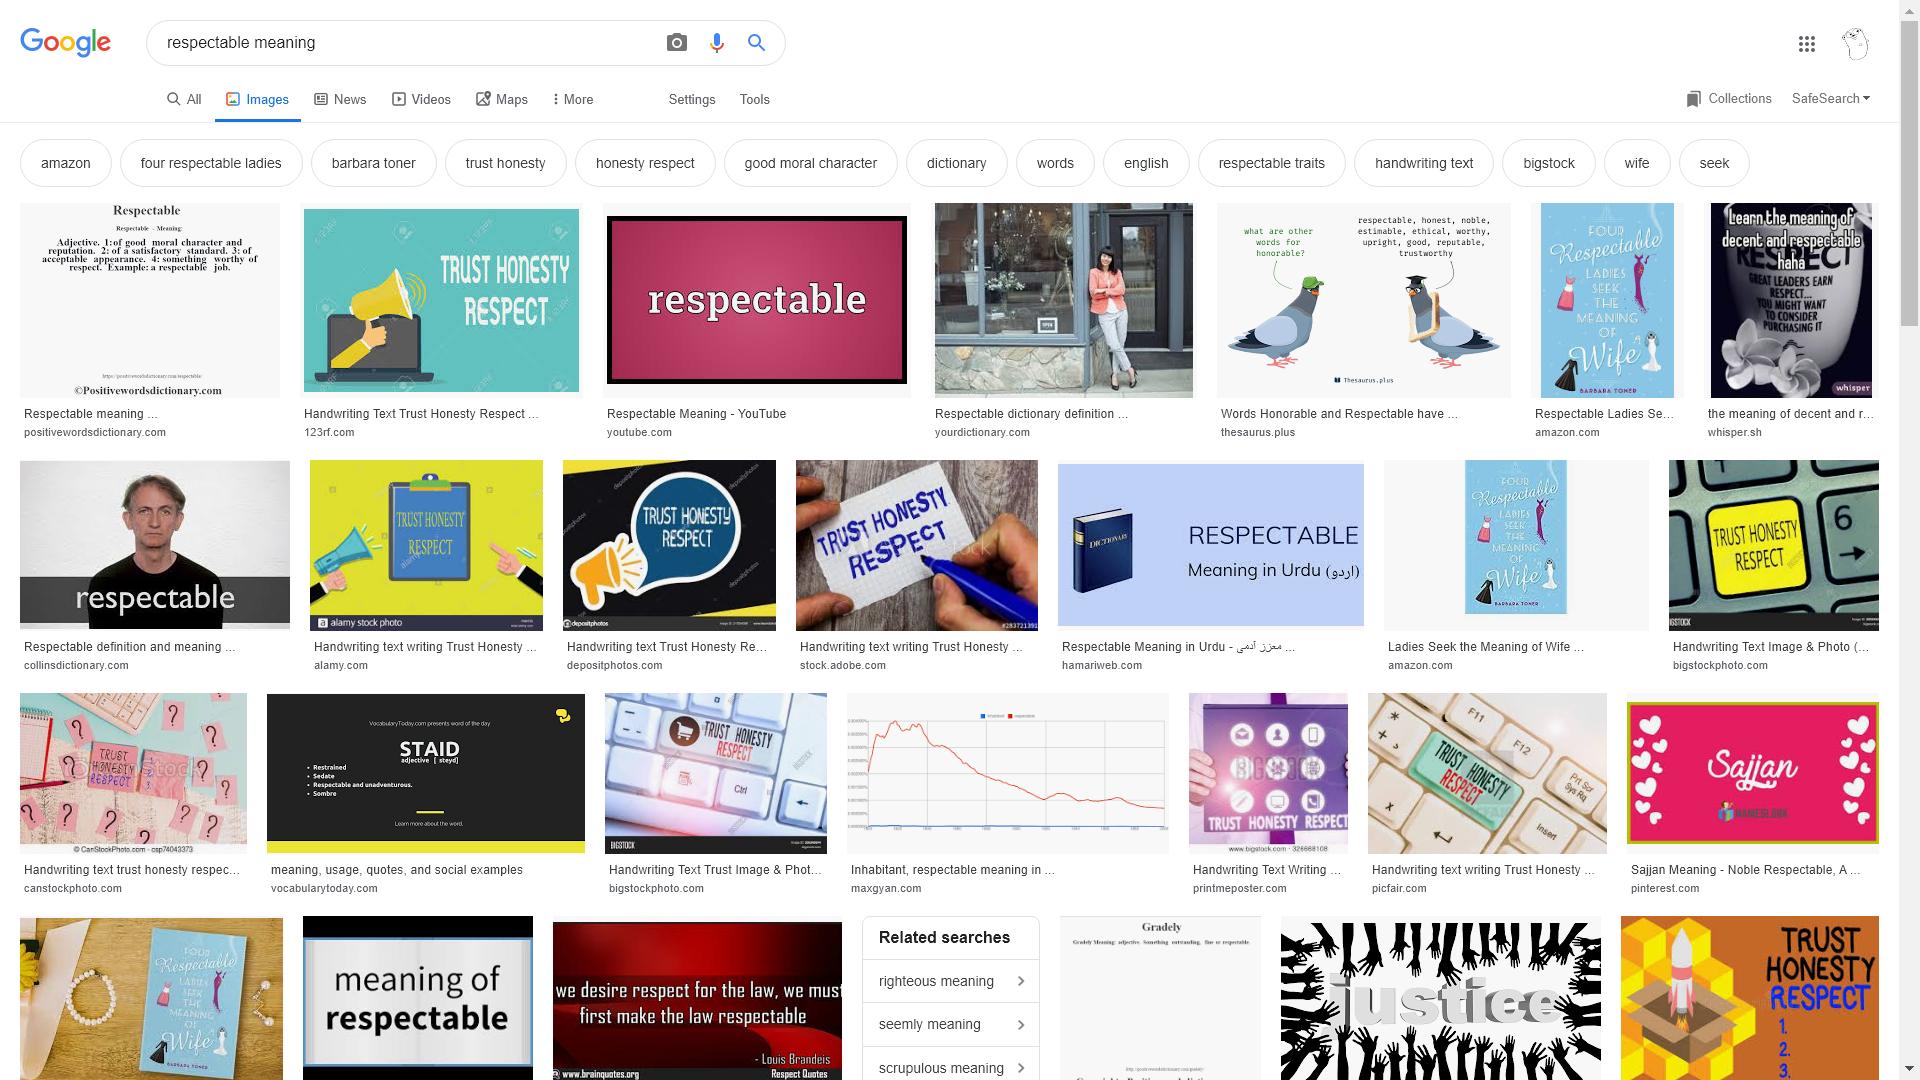 Google
respectable meaning
All
Images
News
Videos
Maps
More
Settings
Tools
Collections
SafeSearch
amazon
four respectable ladies
barbara toner
trust honesty
honesty respect
good moral character
dictionary
words
english
respectable traits
handwriting text
bigstock
wife
seek
Respectable
Respectable - Meaning:
Adjective. 1: of good moral character and
reputation. 2: of a satisfactory standard. 3: of
acceptable appearance. 4: something worthy of
respect. Example: a respectable job.
https://positivewordsdictionary.com/respectable/
©Positivewordsdictionary.com
Respectable meaning ...
positivewordsdictionary.com
TRUST HONESTY
RESPECT
Handwriting Text Trust Honesty Respect ...
123rf.com
respectable
Respectable Meaning - YouTube
youtube.com
OPEN
Respectable dictionary definition ...
yourdictionary.com
what are other
words for
honorable?
respectable, honest, noble,
estimable, ethical, worthy,
upright, good, reputable,
trustworthy
Thesaurus.plus
Words Honorable and Respectable have ...
thesaurus.plus
FOUR
Respectable
LADIES
SEEK
THE
MEANING
OF
Wife
BARBARA TONER
Respectable Ladies Se...
amazon.com
Learn the meaning of
decent and respectable
haha
RESPECT
GREAT LEADERS EARN
RESPECT...
YOU MIGHT WANT
TO CONSIDER
PURCHASING IT
whisper
the meaning of decent and r...
whisper.sh
respectable
Respectable definition and meaning ...
collinsdictionary.com
TRUST HONESTY
RESPECT
alamy stock photo
Handwriting text writing Trust Honesty ...
alamy.com
TRUST HONESTY
RESPECT
depositphotos
Handwriting text Trust Honesty Re...
depositphotos.com
TRUST HONESTY
RESPECT
#283721391
Handwriting text writing Trust Honesty ...
stock.adobe.com
DICTIONARY
RESPECTABLE
Meaning in Urdu (اردو)
Respectable Meaning in Urdu - معزز آدمی ...
hamariweb.com
FOUR
Respectable
LADIES
SEEK
THE
MEANING
OF
Wife
BARBARA TONER
Ladies Seek the Meaning of Wife ...
amazon.com
TRUST HONESTY
RESPECT
6
BIGSTOCK
Handwriting Text Image & Photo (...
bigstockphoto.com
? ? ? ? ? ? ? ? ? ?
TRUST
HONESTY
RESPECT
© CanStockPhoto.com - csp74043373
Handwriting text trust honesty respec...
canstockphoto.com
VocabularyToday.com presents word of the day
STAID
adjective [ steyd]
• Restrained
• Sedate
• Respectable and unadventurous.
• Sombre
Learn more about the word.
meaning, usage, quotes, and social examples
vocabularytoday.com
TRUST HONESTY
RESPECT
Ctrl
BIGSTOCK
Handwriting Text Trust Image & Phot...
bigstockphoto.com
inhabitant
respectable
Inhabitant, respectable meaning in ...
maxgyan.com
BIGSTOCK
TRUST HONESTY RESPECT
www.bigstock.com · 326668108
Handwriting Text Writing ...
printmeposter.com
F11
F12
Prt Scr
Sys Rq
Insert
TRUST HONESTY
RESPECT
Handwriting text writing Trust Honesty ...
picfair.com
Sajjan
Sajjan Meaning - Noble Respectable, A ...
pinterest.com
FOUR
Respectable
LADIES
SEEK
THE
MEANING
OF
Wife
BARBARA TONER
meaning of
respectable
we desire respect for the law, we must
first make the law respectable
- Louis Brandeis
www.brainquotes.org
Respect Quotes
Related searches
righteous meaning
seemly meaning
scrupulous meaning
Gradely
Gradely Meaning: adjective. Something outstanding, fine or respectable.
justice
TRUST
HONESTY
RESPECT
1.
2.
3.